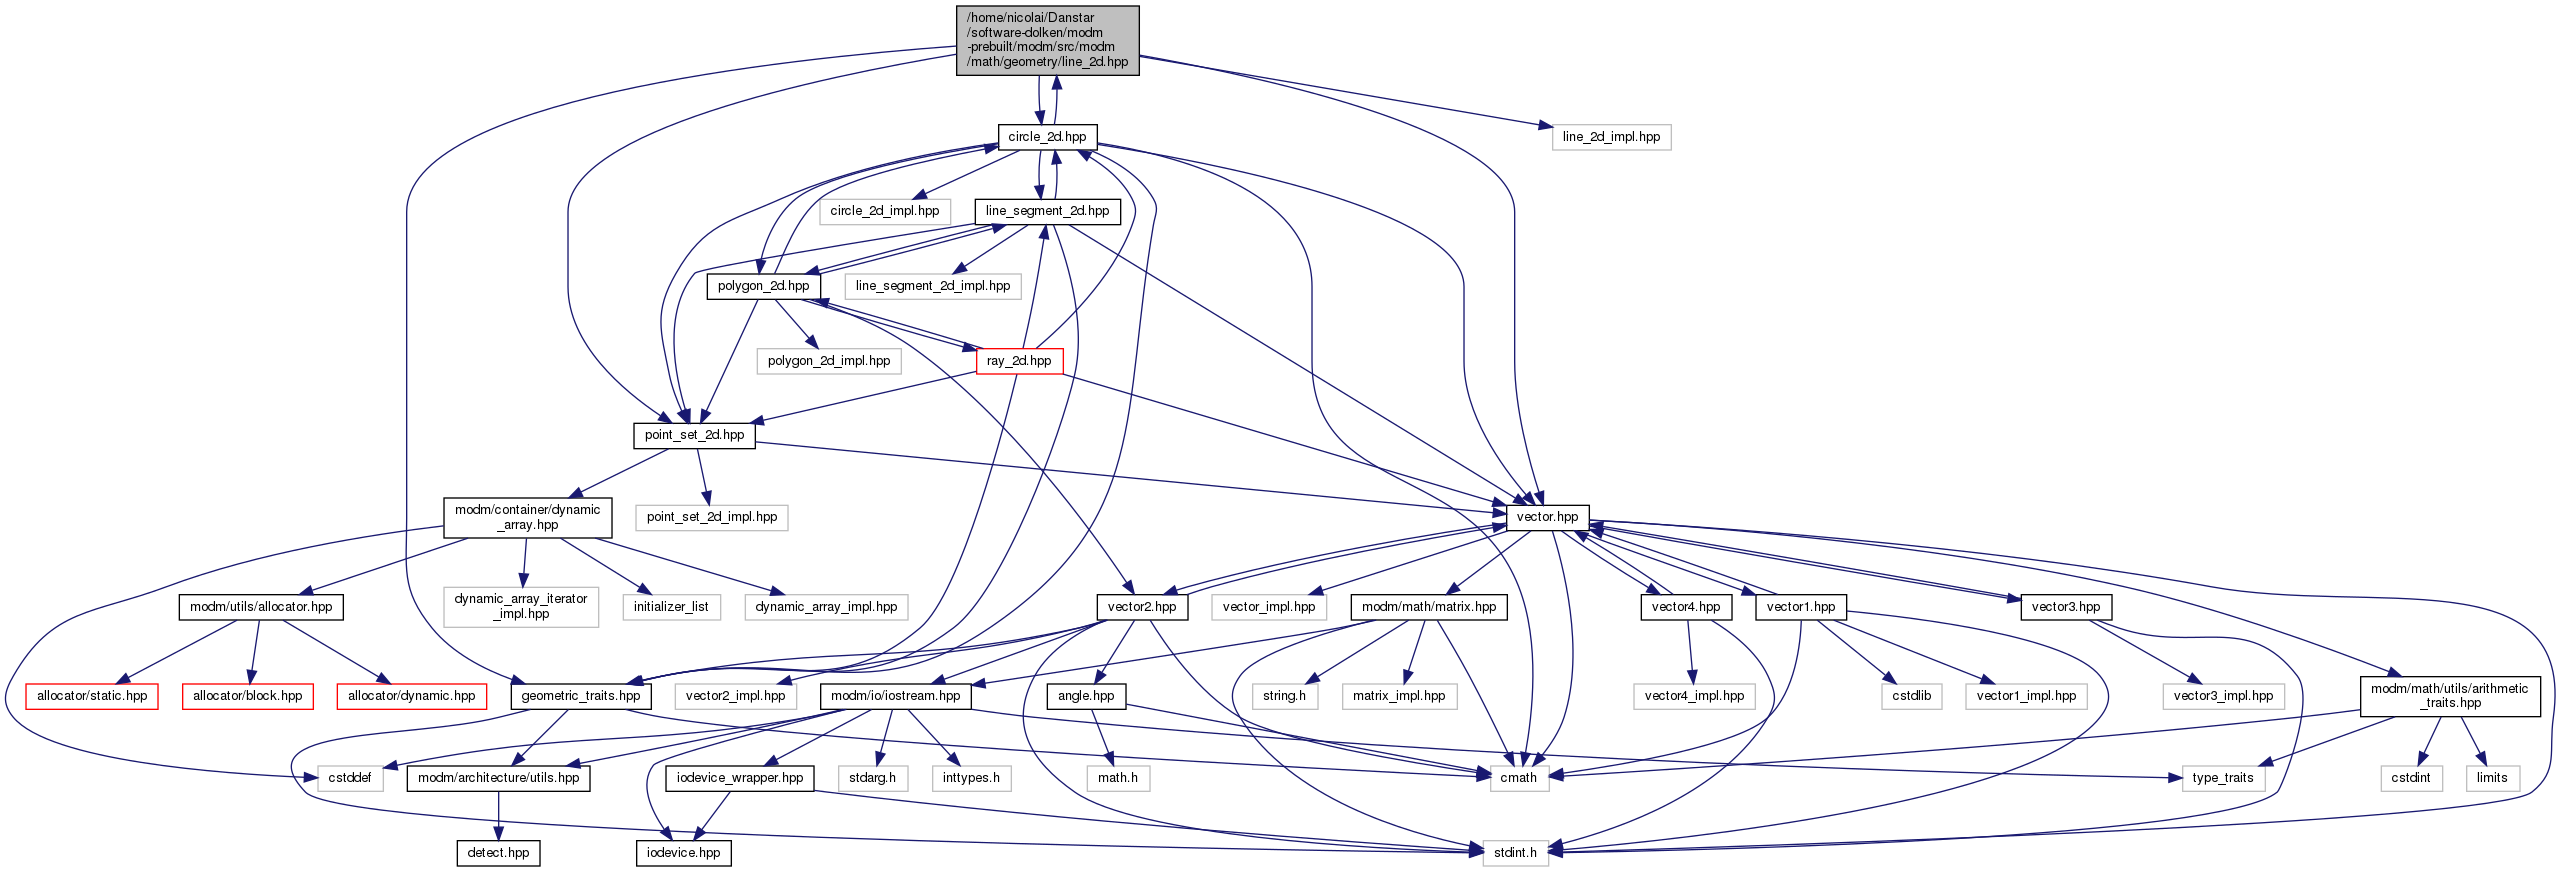 /home/nicolai/Danstar
/software-dolken/modm
-prebuilt/modm/src/modm
/math/geometry/line_2d.hpp
circle_2d.hpp
line_2d_impl.hpp
circle_2d_impl.hpp
line_segment_2d.hpp
polygon_2d.hpp
line_segment_2d_impl.hpp
polygon_2d_impl.hpp
ray_2d.hpp
point_set_2d.hpp
modm/container/dynamic
_array.hpp
point_set_2d_impl.hpp
vector.hpp
modm/utils/allocator.hpp
dynamic_array_iterator
_impl.hpp
initializer_list
dynamic_array_impl.hpp
vector2.hpp
vector_impl.hpp
modm/math/matrix.hpp
vector4.hpp
vector1.hpp
vector3.hpp
allocator/static.hpp
allocator/block.hpp
allocator/dynamic.hpp
geometric_traits.hpp
vector2_impl.hpp
modm/io/iostream.hpp
angle.hpp
string.h
matrix_impl.hpp
vector4_impl.hpp
cstdlib
vector1_impl.hpp
vector3_impl.hpp
modm/math/utils/arithmetic
_traits.hpp
cstddef
modm/architecture/utils.hpp
iodevice_wrapper.hpp
stdarg.h
inttypes.h
math.h
cmath
type_traits
cstdint
limits
detect.hpp
iodevice.hpp
stdint.h